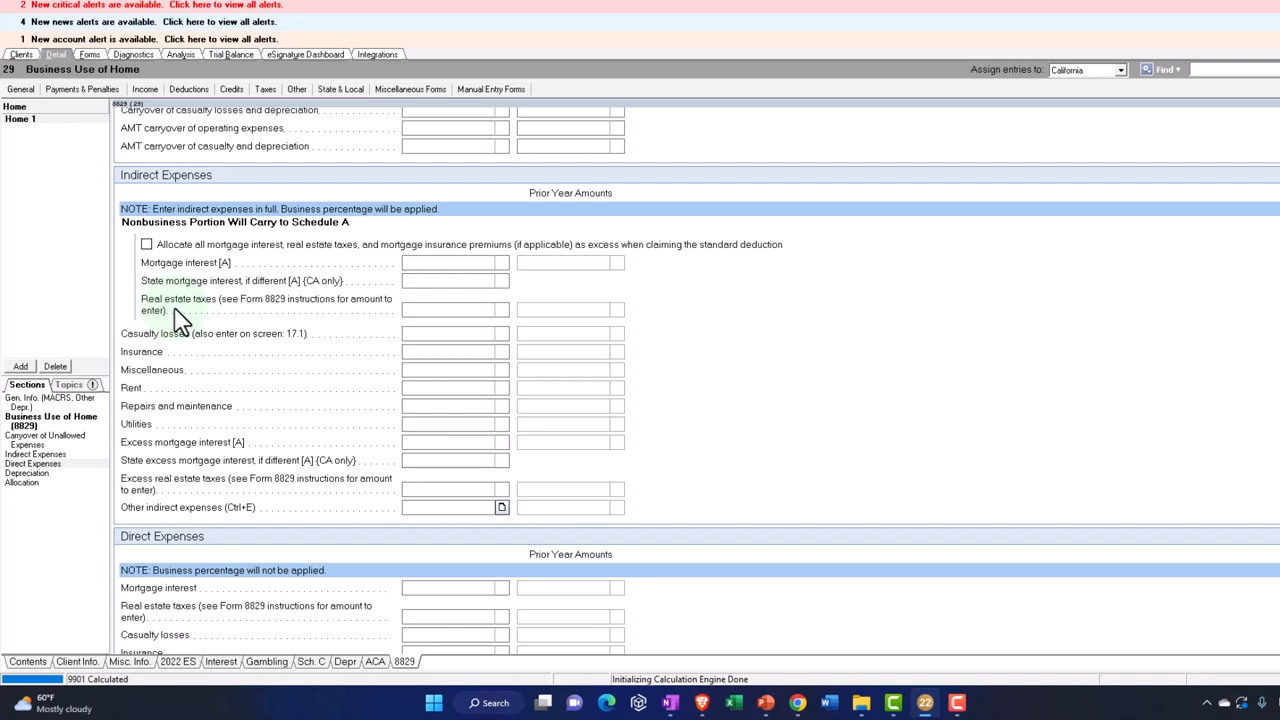 2 New critical alerts are available. Click here to view all alerts.
4 New news alerts are available. Click here to view all alerts.
1 New account alert is available. Click here to view all alerts.
Clients Detail Forms Diagnostics Analysis Trial Balance eSignature Dashboard Integrations
29 Business Use of Home Assign entries to: California Find
General Payments & Penalties Income Deductions Credits Taxes Other State & Local Miscellaneous Forms Manual Entry Forms
Home
Home 1
Add Delete
Sections Topics
Gen. Info. (MACRS, Other
Depr.)
Business Use of Home
(8829)
Carryover of Unallowed
Expenses
Indirect Expenses
Direct Expenses
Depreciation
Allocation
8829 (29)
Carryover of casualty losses and depreciation
AMT carryover of operating expenses
AMT carryover of casualty and depreciation
Indirect Expenses
Prior Year Amounts
NOTE: Enter indirect expenses in full. Business percentage will be applied.
Nonbusiness Portion Will Carry to Schedule A
Allocate all mortgage interest, real estate taxes, and mortgage insurance premiums (if applicable) as excess when claiming the standard deduction
Mortgage interest [A]
State mortgage interest, if different [A] {CA only}
Real estate taxes (see Form 8829 instructions for amount to
enter)
Casualty losses (also enter on screen: 17.1)
Insurance
Miscellaneous
Rent
Repairs and maintenance
Utilities
Excess mortgage interest [A]
State excess mortgage interest, if different [A] {CA only}
Excess real estate taxes (see Form 8829 instructions for amount
to enter)
Other indirect expenses (Ctrl+E)
Direct Expenses
Prior Year Amounts
NOTE: Business percentage will not be applied.
Mortgage interest
Real estate taxes (see Form 8829 instructions for amount to
enter)
Casualty losses
Insurance
Contents Client Info. Misc. Info. 2022 ES Interest Gambling Sch. C Depr ACA 8829
9901 Calculated Initializing Calculation Engine Done
60°F
Mostly cloudy
Search
22